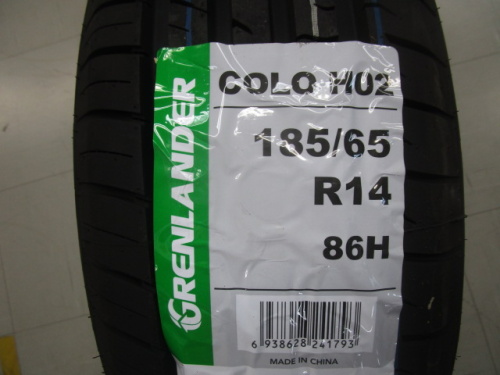 GRENLANDER
COLO H02
185/65
R14
86H
6 938628 241793
MADE IN CHINA